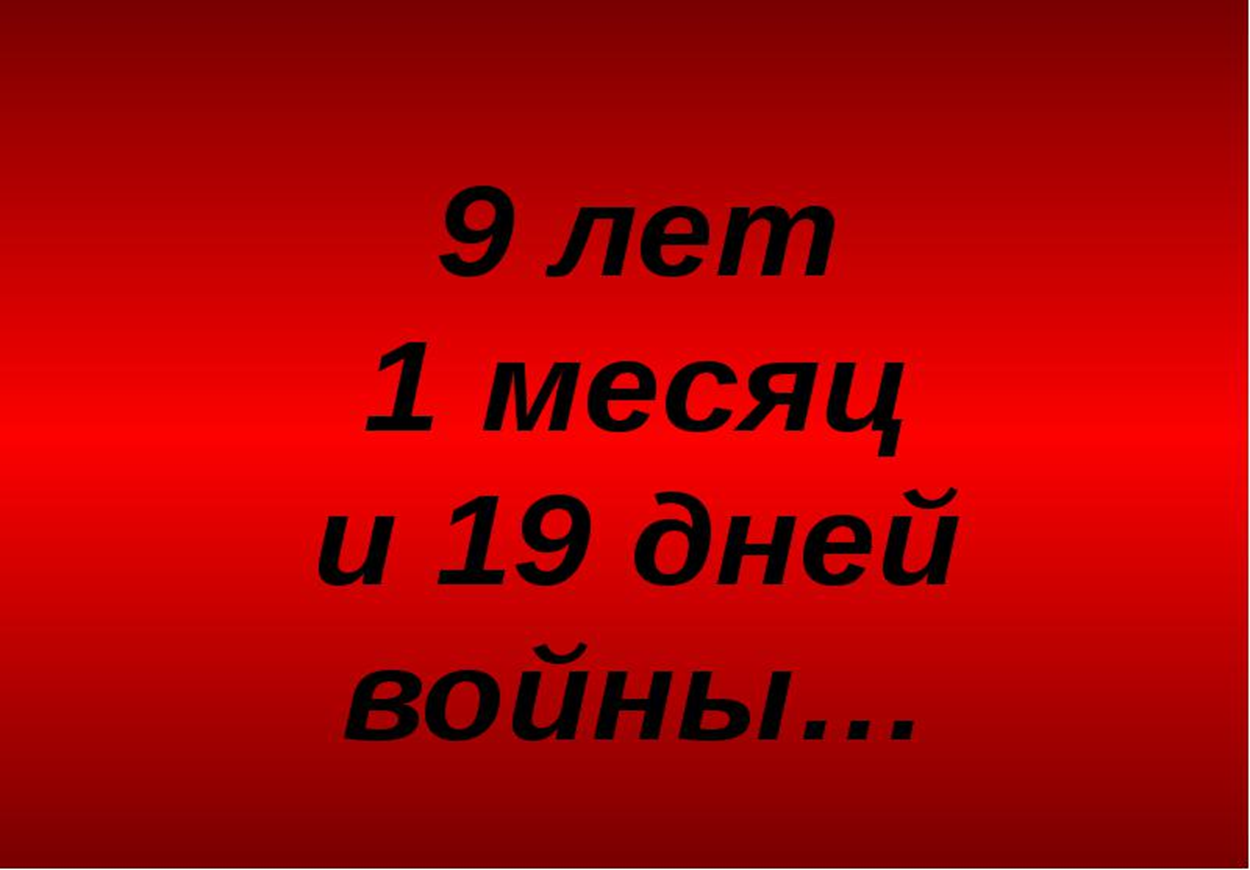 9 лет
1 месяц
и 19 дней
войны...